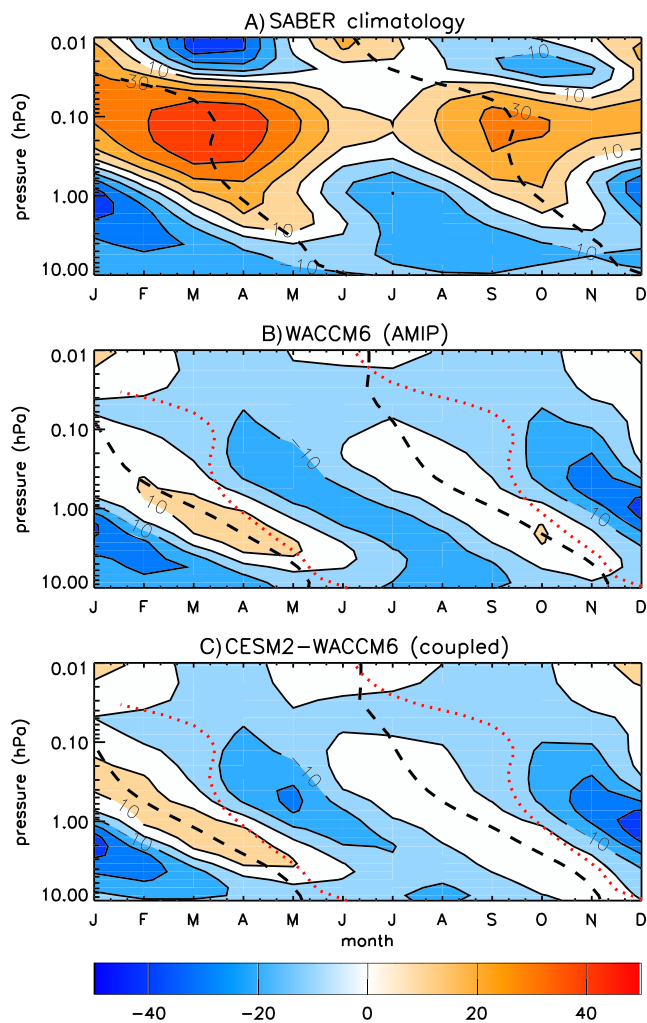 A) SABER climatology
0.01
0.10
1.00
10.00
pressure (hPa)
10
30
-10
10
30
10
10
-10
-10
J F M A M J J A S O N D
B) WACCM6 (AMIP)
0.01
0.10
1.00
10.00
pressure (hPa)
-10
10
-10
-10
J F M A M J J A S O N D
C) CESM2-WACCM6 (coupled)
0.01
0.10
1.00
10.00
pressure (hPa)
-10
10
-10
-10
J F M A M J J A S O N D
month
-40 -20 0 20 40